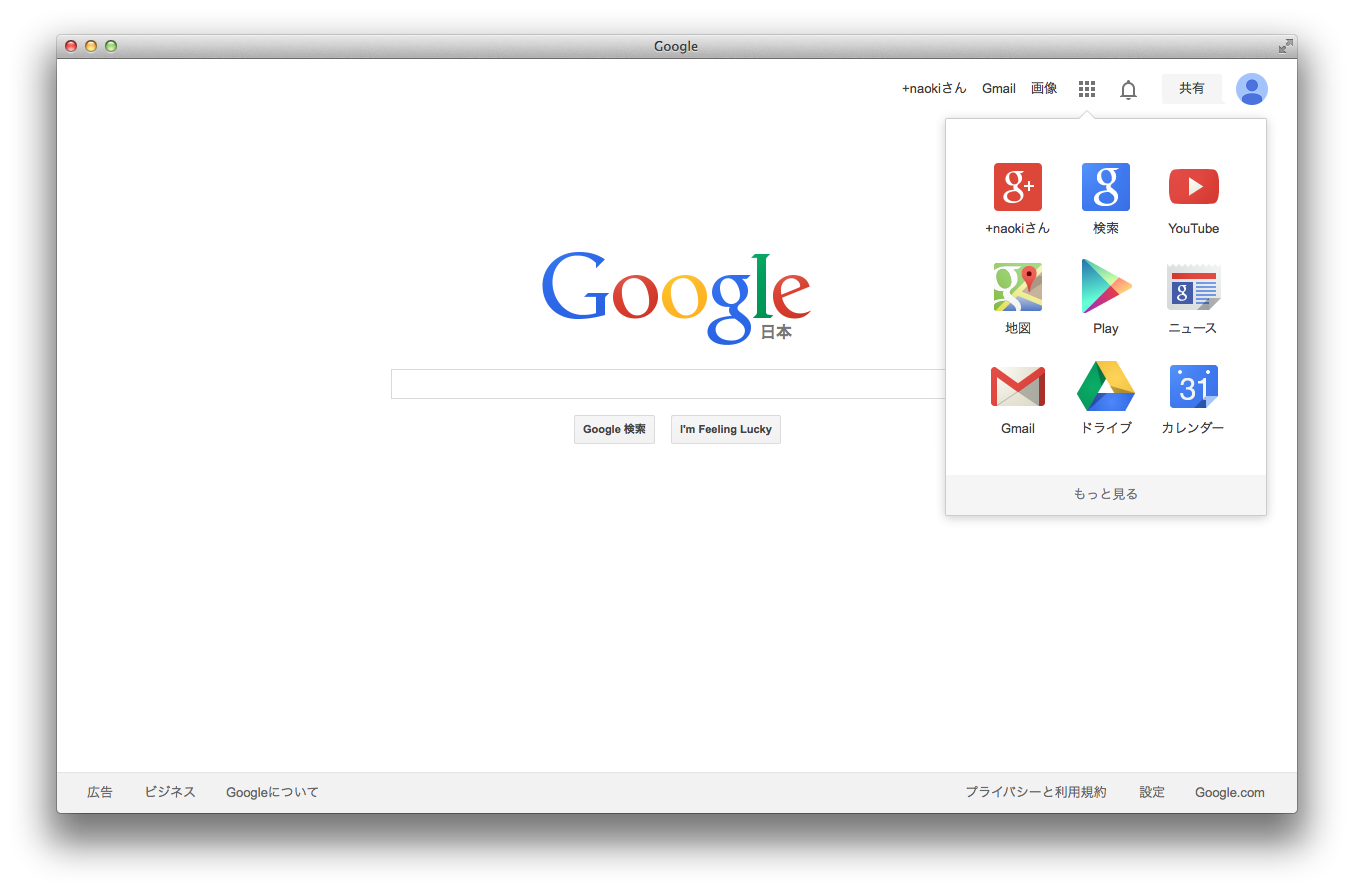 Google
+naokiさん Gmail 画像 共有
g+ g
+naokiさん 検索 YouTube
Google
日本
g g
地図 Play ニュース
31
Gmail ドライブ カレンダー
Google 検索 I'm Feeling Lucky
もっと見る
広告 ビジネス Googleについて プライバシーと利用規約 設定 Google.com